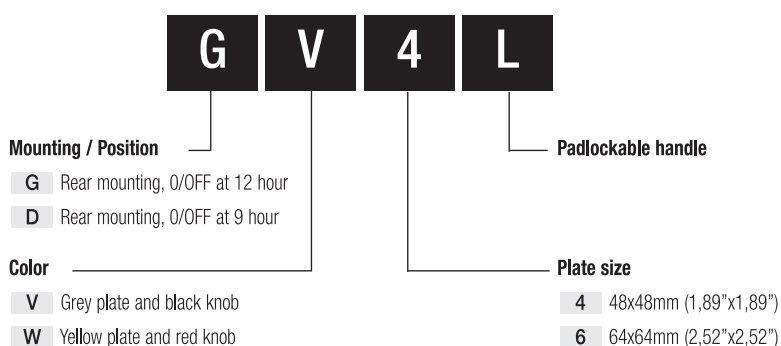 G V 4 L
Mounting / Position
G Rear mounting, 0/OFF at 12 hour
D Rear mounting, 0/OFF at 9 hour
Color
V Grey plate and black knob
W Yellow plate and red knob
Padlockable handle
Plate size
4 48x48mm (1,89”x1,89”)
6 64x64mm (2,52”x2,52”)